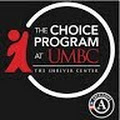 THE CHOICE
PROGRAM
AT UMBC
THE SHRIVER CENTER
A